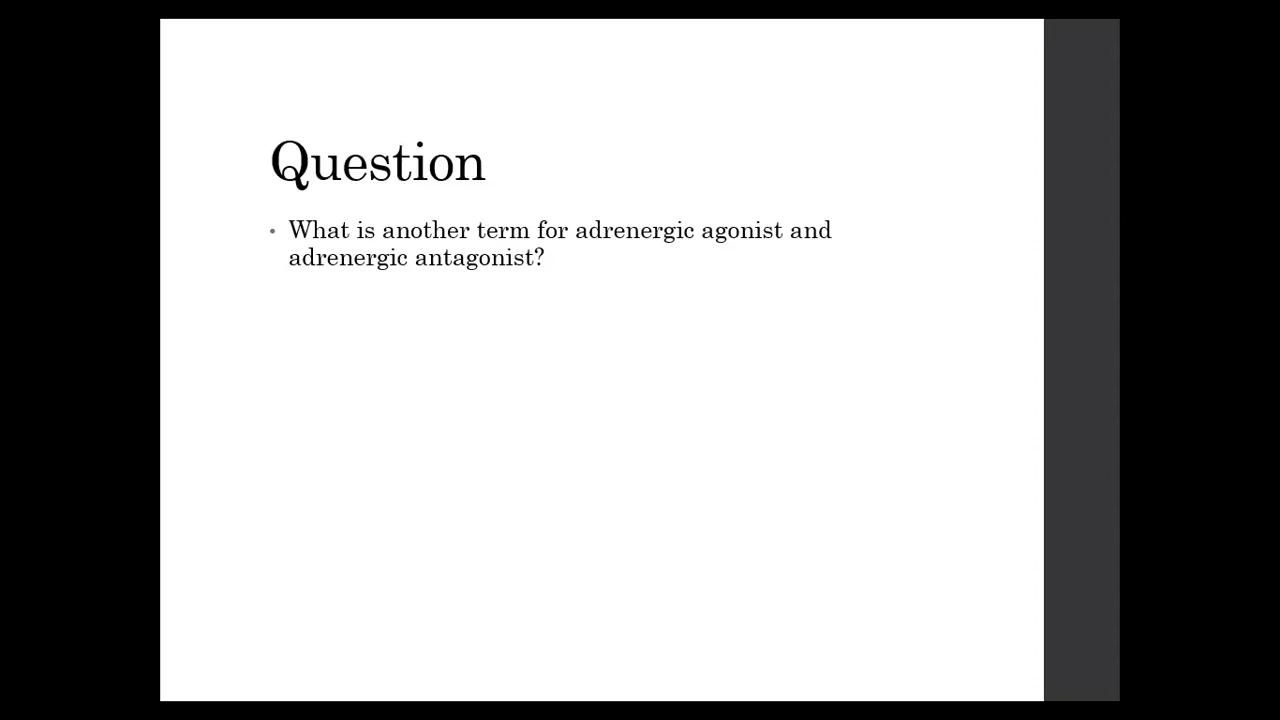 Question
• What is another term for adrenergic agonist and
adrenergic antagonist?